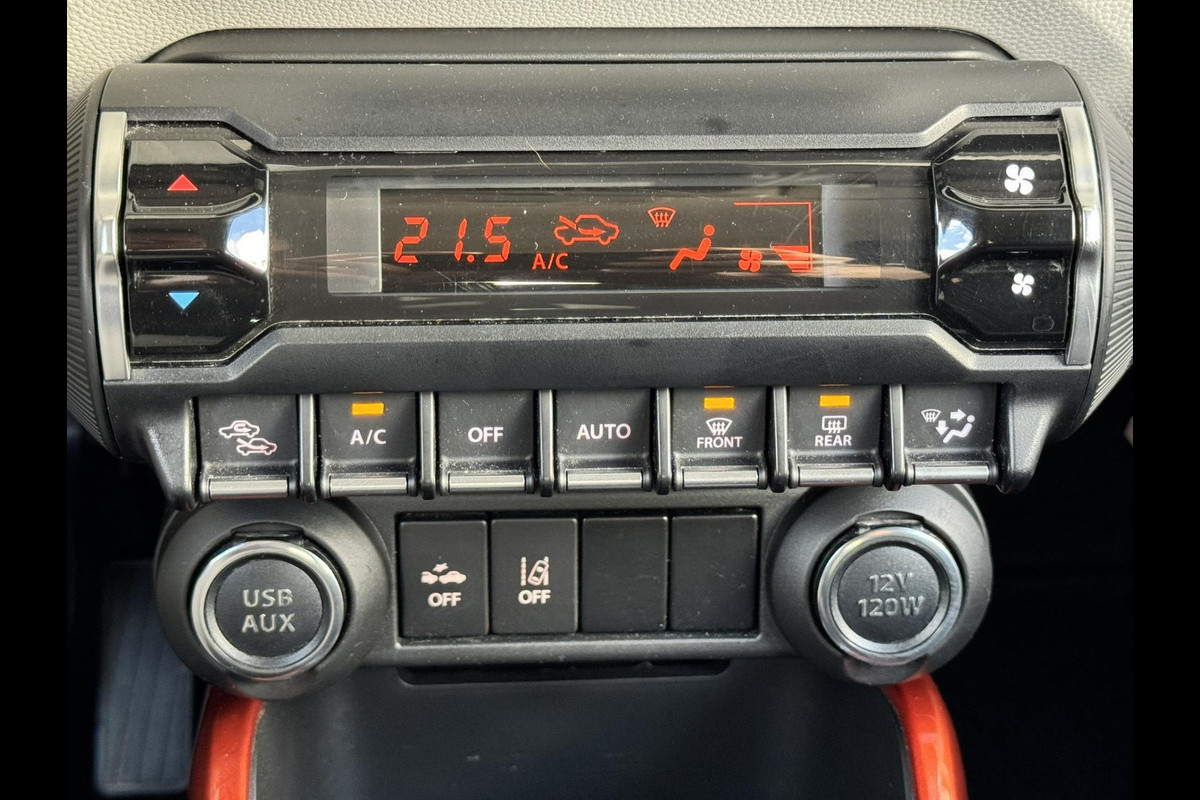 21.5
A/C
A/C
OFF
AUTO
FRONT
REAR
USB
AUX
OFF
OFF
12V
120W